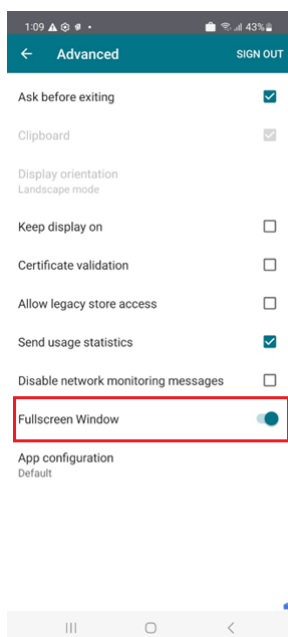 1:09
43%
Advanced SIGN OUT
Ask before exiting
Clipboard
Display orientation
Landscape mode
Keep display on
Certificate validation
Allow legacy store access
Send usage statistics
Disable network monitoring messages
Fullscreen Window
App configuration
Default